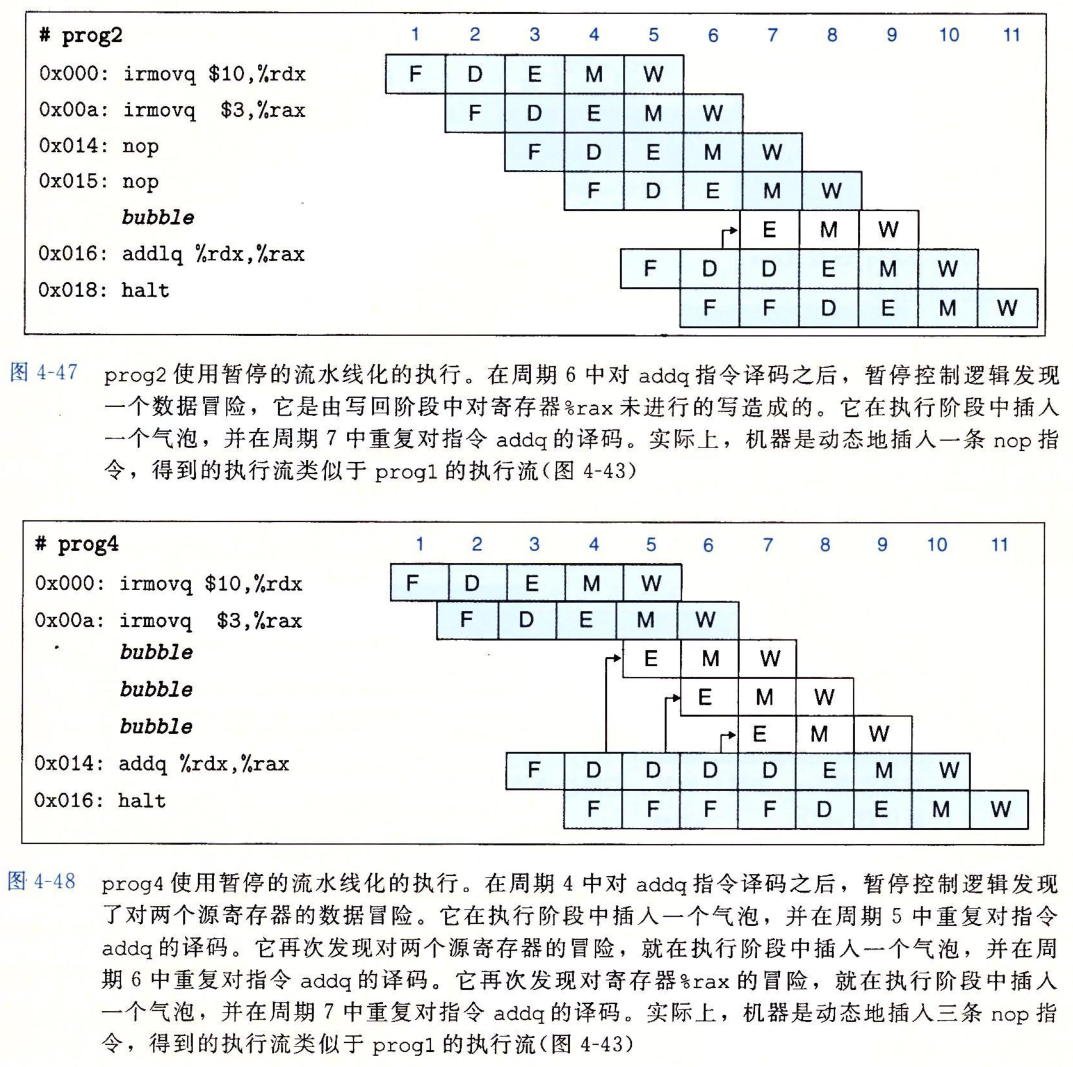 # prog2 1 2 3 4 5 6 7 8 9 10 11
0x000: irmovq $10,%rdx F D E M W
0x00a: irmovq $3,%rax F D E M W
0x014: nop F D E M W
0x015: nop F D E M W
bubble E M W
0x016: addlq %rdx,%rax F D D E M W
0x018: halt F F D E M W
图 4-47 prog2使用暂停的流水线化的执行。在周期 6 中对 addq指令译码之后，暂停控制逻辑发现
一个数据冒险，它是由写回阶段中对寄存器%rax 未进行的写造成的。它在执行阶段中插入
一个气泡，并在周期 7 中重复对指令 addq 的译码。实际上，机器是动态地插入一条 nop 指
令，得到的执行流类似于 prog1 的执行流(图 4-43)
# prog4 1 2 3 4 5 6 7 8 9 10 11
0x000: irmovq $10,%rdx F D E M W
0x00a: irmovq $3,%rax F D E M W
bubble E M W
bubble E M W
bubble E M W
0x014: addq %rdx,%rax F D D D D E M W
0x016: halt F F F F D E M W
图 4-48 prog4使用暂停的流水线化的执行。在周期 4 中对 addq指令译码之后，暂停控制逻辑发现
了对两个源寄存器的数据冒险。它在执行阶段中插入一个气泡，并在周期 5 中重复对指令
addq 的译码。它再次发现对两个源寄存器的冒险，就在执行阶段中插入一个气泡，并在周
期 6 中重复对指令 addq 的译码。它再次发现对寄存器%rax 的冒险，就在执行阶段中插入
一个气泡，并在周期 7 中重复对指令 addq 的译码。实际上，机器是动态地插入三条 nop 指
令，得到的执行流类似于 prog1 的执行流(图 4-43)